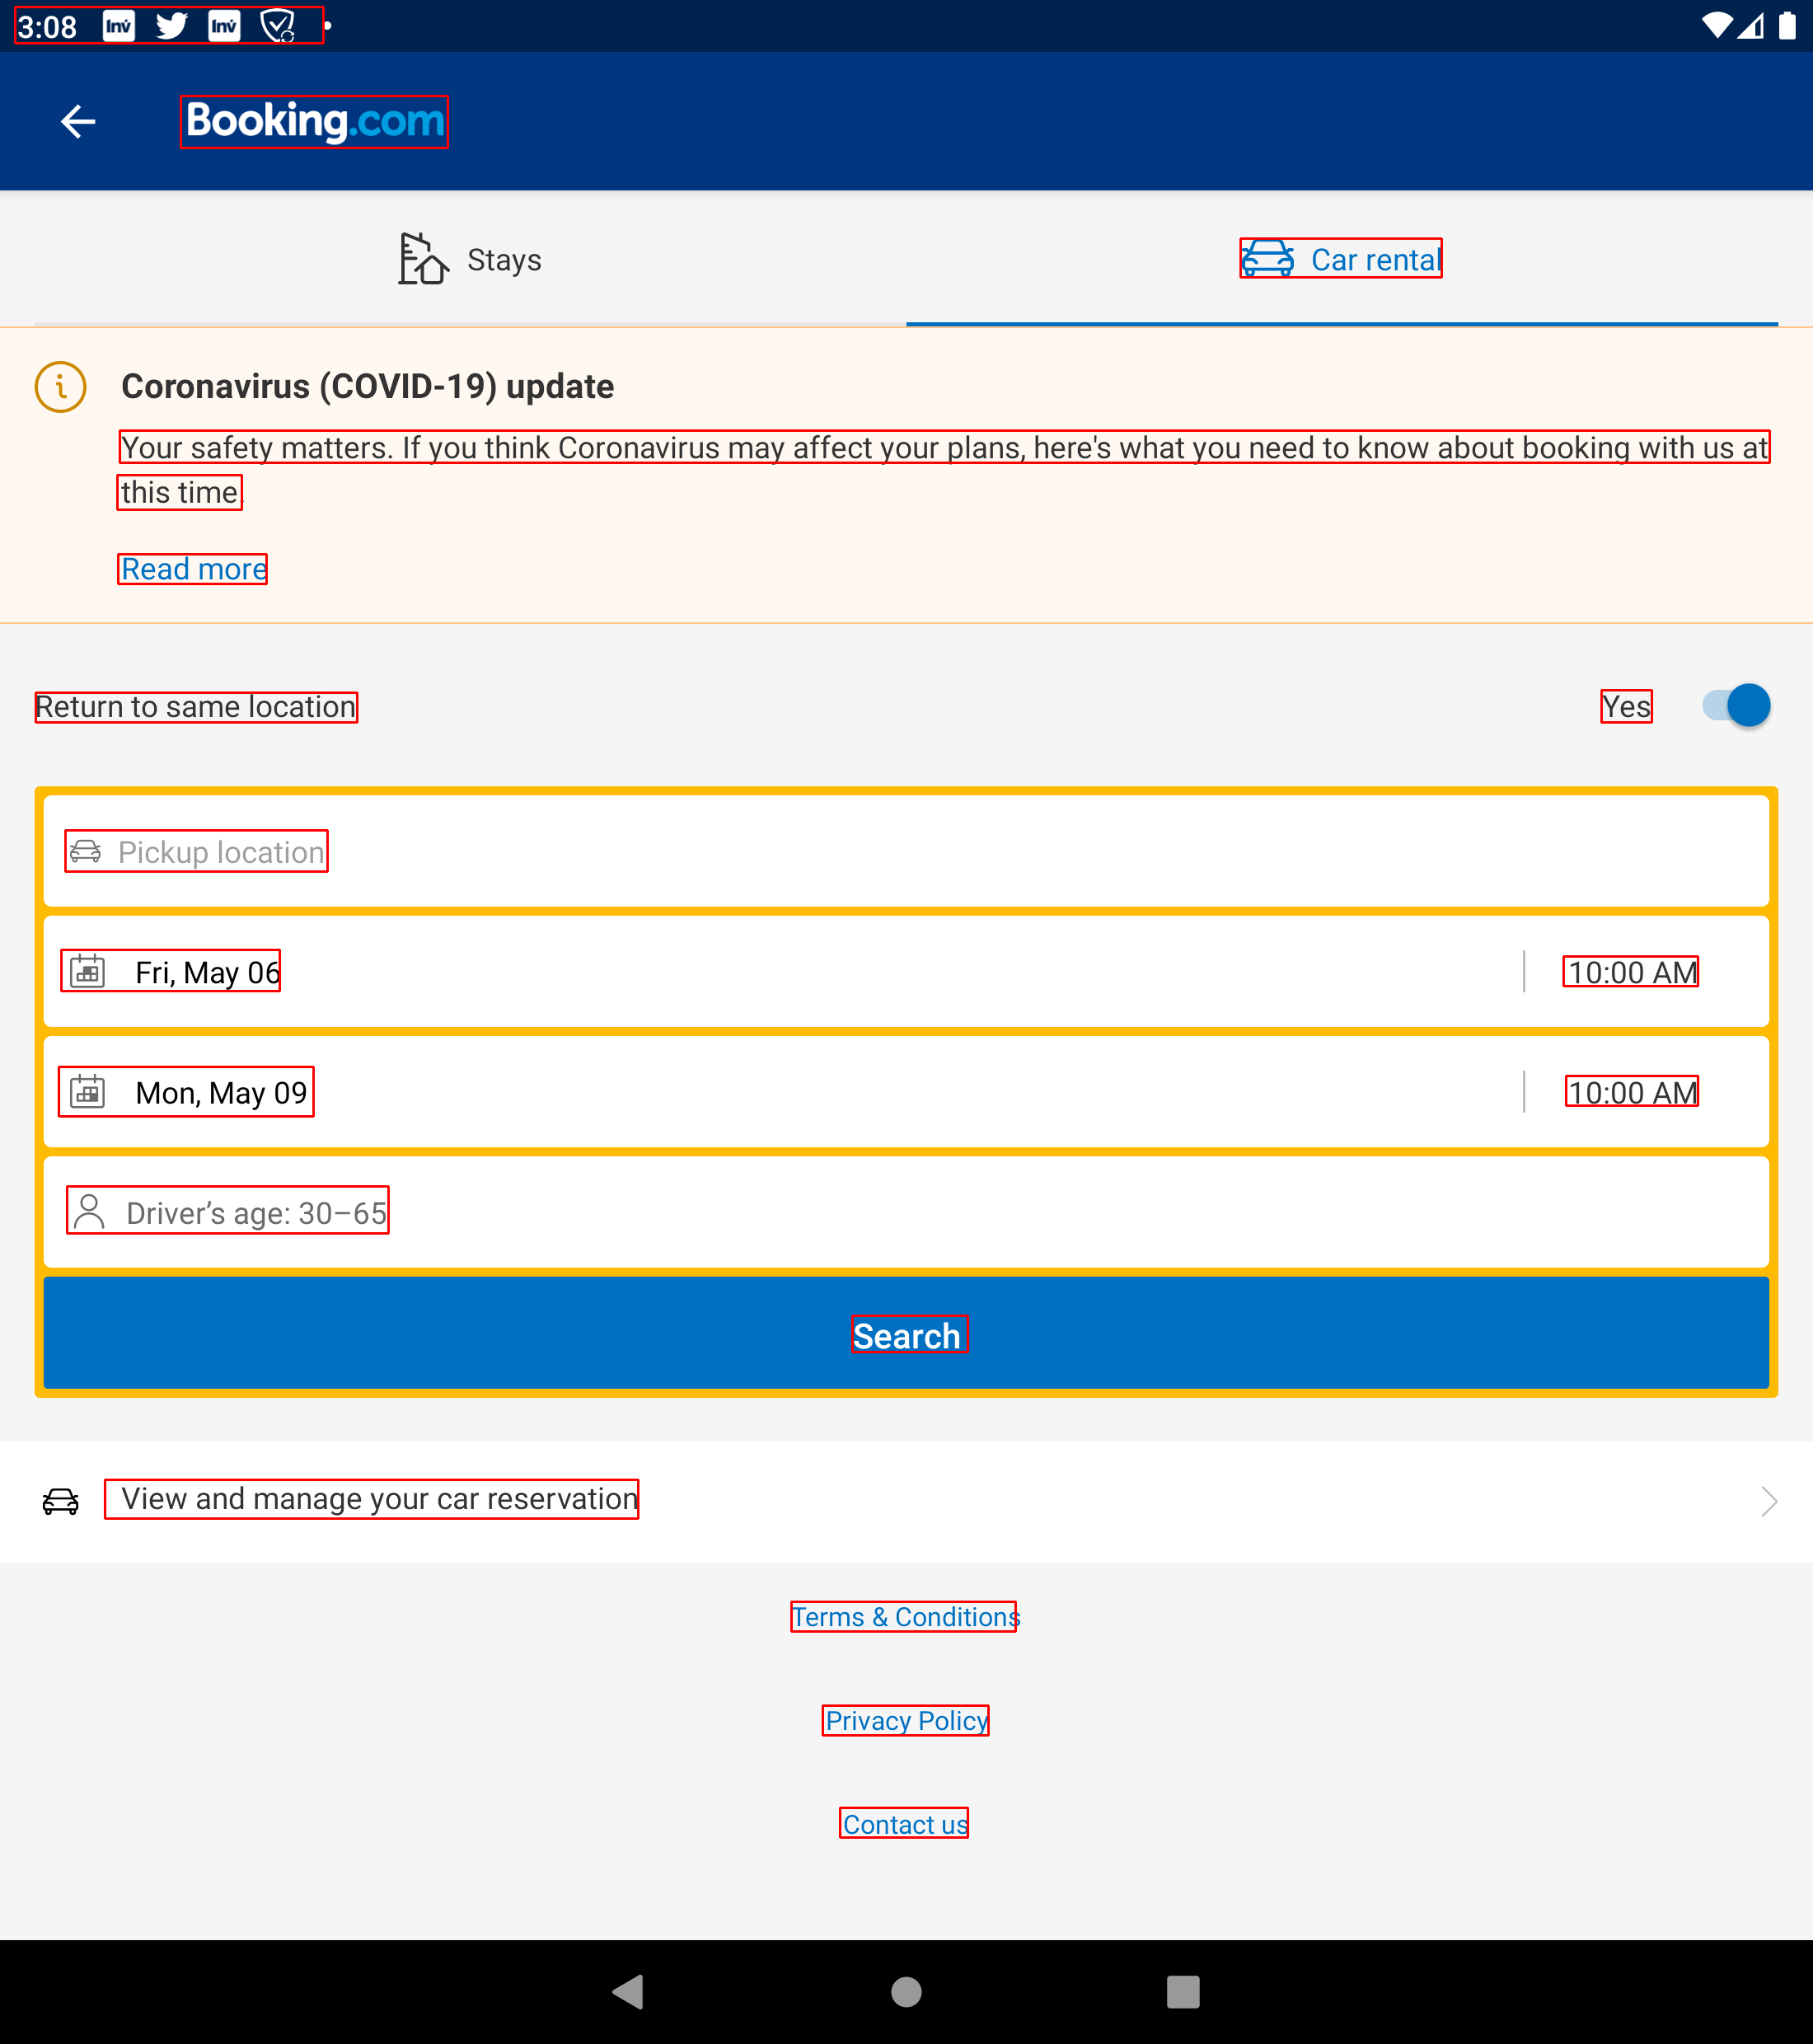 3:08 Inv Inv
Booking.com
Stays
Car rental
Coronavirus (COVID-19) update
Your safety matters. If you think Coronavirus may affect your plans, here's what you need to know about booking with us at
this time.
Read more
Return to same location
Yes
Pickup location
Fri, May 06
10:00 AM
Mon, May 09
10:00 AM
Driver’s age: 30–65
Search
View and manage your car reservation
Terms & Conditions
Privacy Policy
Contact us